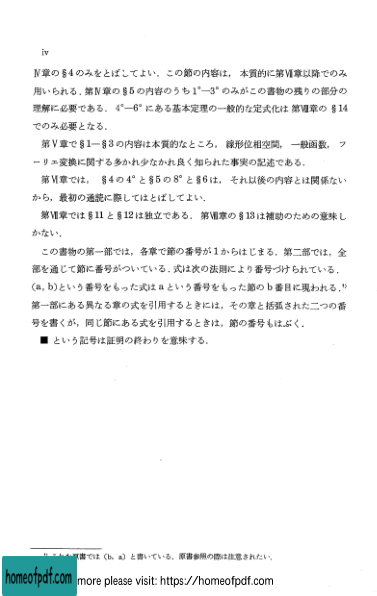 iv
Ⅳ章の§4のみをとばしてよい．この節の内容は，本質的に第Ⅶ章以降でのみ
用いられる．第Ⅳ章の§5の内容のうち1°—3°のみがこの書物の残りの部分の
理解に必要である．4°—6°にある基本定理の一般的な定式化は第Ⅷ章の§14
でのみ必要となる．
第Ⅴ章で§1—§3の内容は本質的なところ，線形位相空間，一般函数，フ
ーリエ変換に関する多かれ少なかれ良く知られた事実の記述である．
第Ⅵ章では，§4の4°と§5の8°と§6は，それ以後の内容とは関係ない
から，最初の通読に際してはとばしてよい．
第Ⅶ章では§11と§12は独立である．第Ⅷ章の§13は補助のための意味し
かない．
この書物の第一部では，各章で節の番号が1からはじまる．第二部では，全
部を通じて節に番号がついている．式は次の法則により番号づけられている．
(a, b)という番号をもった式はaという番号をもった節のb番目に現われる．¹⁾
第一部にある異なる章の式を引用するときには，その章と括弧された二つの番
号を書くが，同じ節にある式を引用するときは，節の番号もはぶく．
■ という記号は証明の終わりを意味する．
原書では (b, a) と書いている．原書参照の際は注意されたい．
homeofpdf.com
more please visit: https://homeofpdf.com